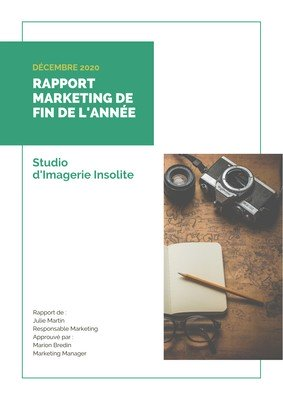 DÉCEMBRE 2020
RAPPORT
MARKETING DE
FIN DE L'ANNÉE
Studio
d'Imagerie Insolite
Rapport de :
Julie Martin
Responsable Marketing
Approuvé par :
Marion Bredin
Marketing Manager